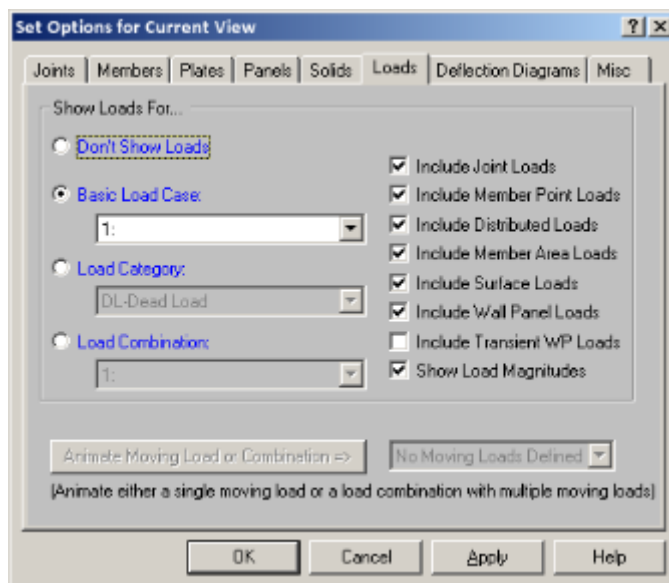 Set Options for Current View
Joints Members Plates Panels Solids Loads Deflection Diagrams Misc
Show Loads For...
Don't Show Loads
Basic Load Case:
1:
Load Category:
DL-Dead Load
Load Combination:
1:
Include Joint Loads
Include Member Point Loads
Include Distributed Loads
Include Member Area Loads
Include Surface Loads
Include Wall Panel Loads
Include Transient WP Loads
Show Load Magnitudes
Animate Moving Load or Combination =>
No Moving Loads Defined
(Animate either a single moving load or a load combination with multiple moving loads)
OK Cancel Apply Help